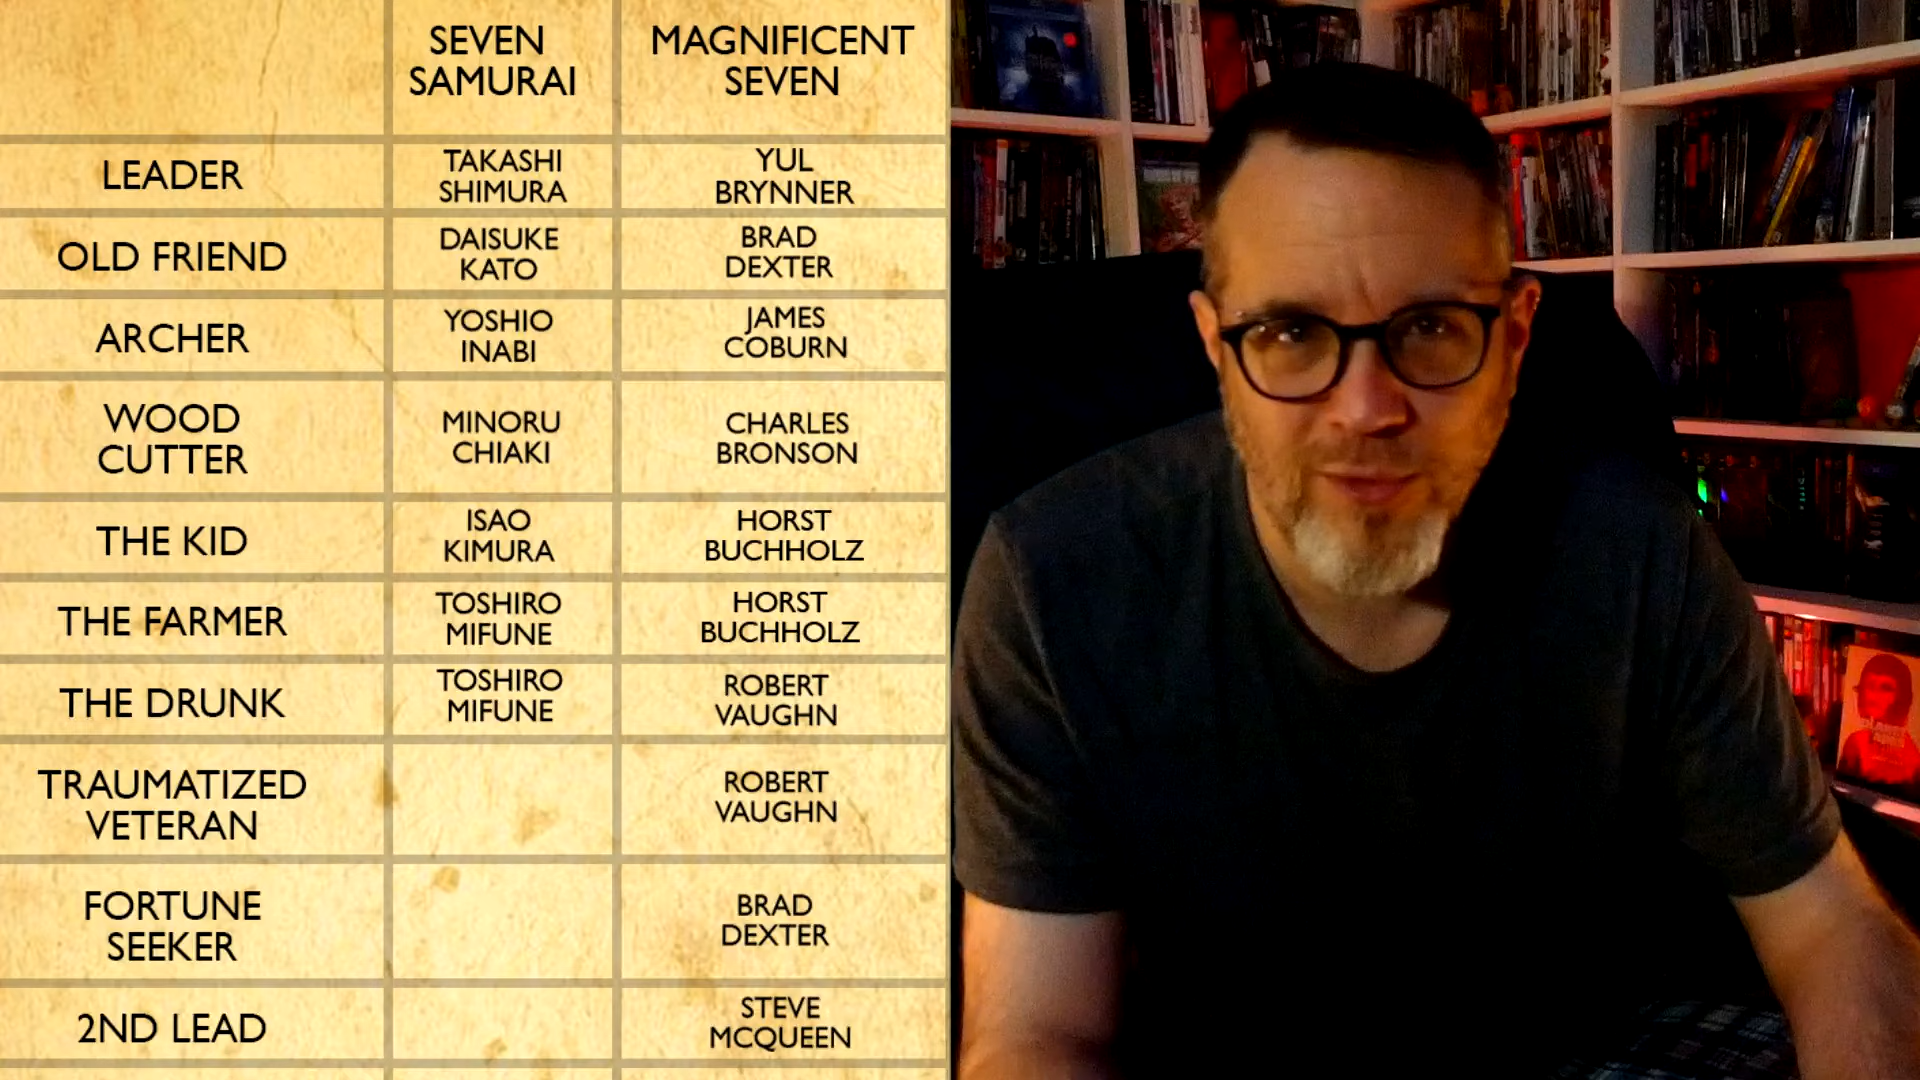 SEVEN
SAMURAI
MAGNIFICENT
SEVEN
LEADER
TAKASHI
SHIMURA
YUL
BRYNNER
OLD FRIEND
DAISUKE
KATO
BRAD
DEXTER
ARCHER
YOSHIO
INABI
JAMES
COBURN
WOOD
CUTTER
MINORU
CHIAKI
CHARLES
BRONSON
THE KID
ISAO
KIMURA
HORST
BUCHHOLZ
THE FARMER
TOSHIRO
MIFUNE
HORST
BUCHHOLZ
THE DRUNK
TOSHIRO
MIFUNE
ROBERT
VAUGHN
TRAUMATIZED
VETERAN
ROBERT
VAUGHN
FORTUNE
SEEKER
BRAD
DEXTER
2ND LEAD
STEVE
MCQUEEN